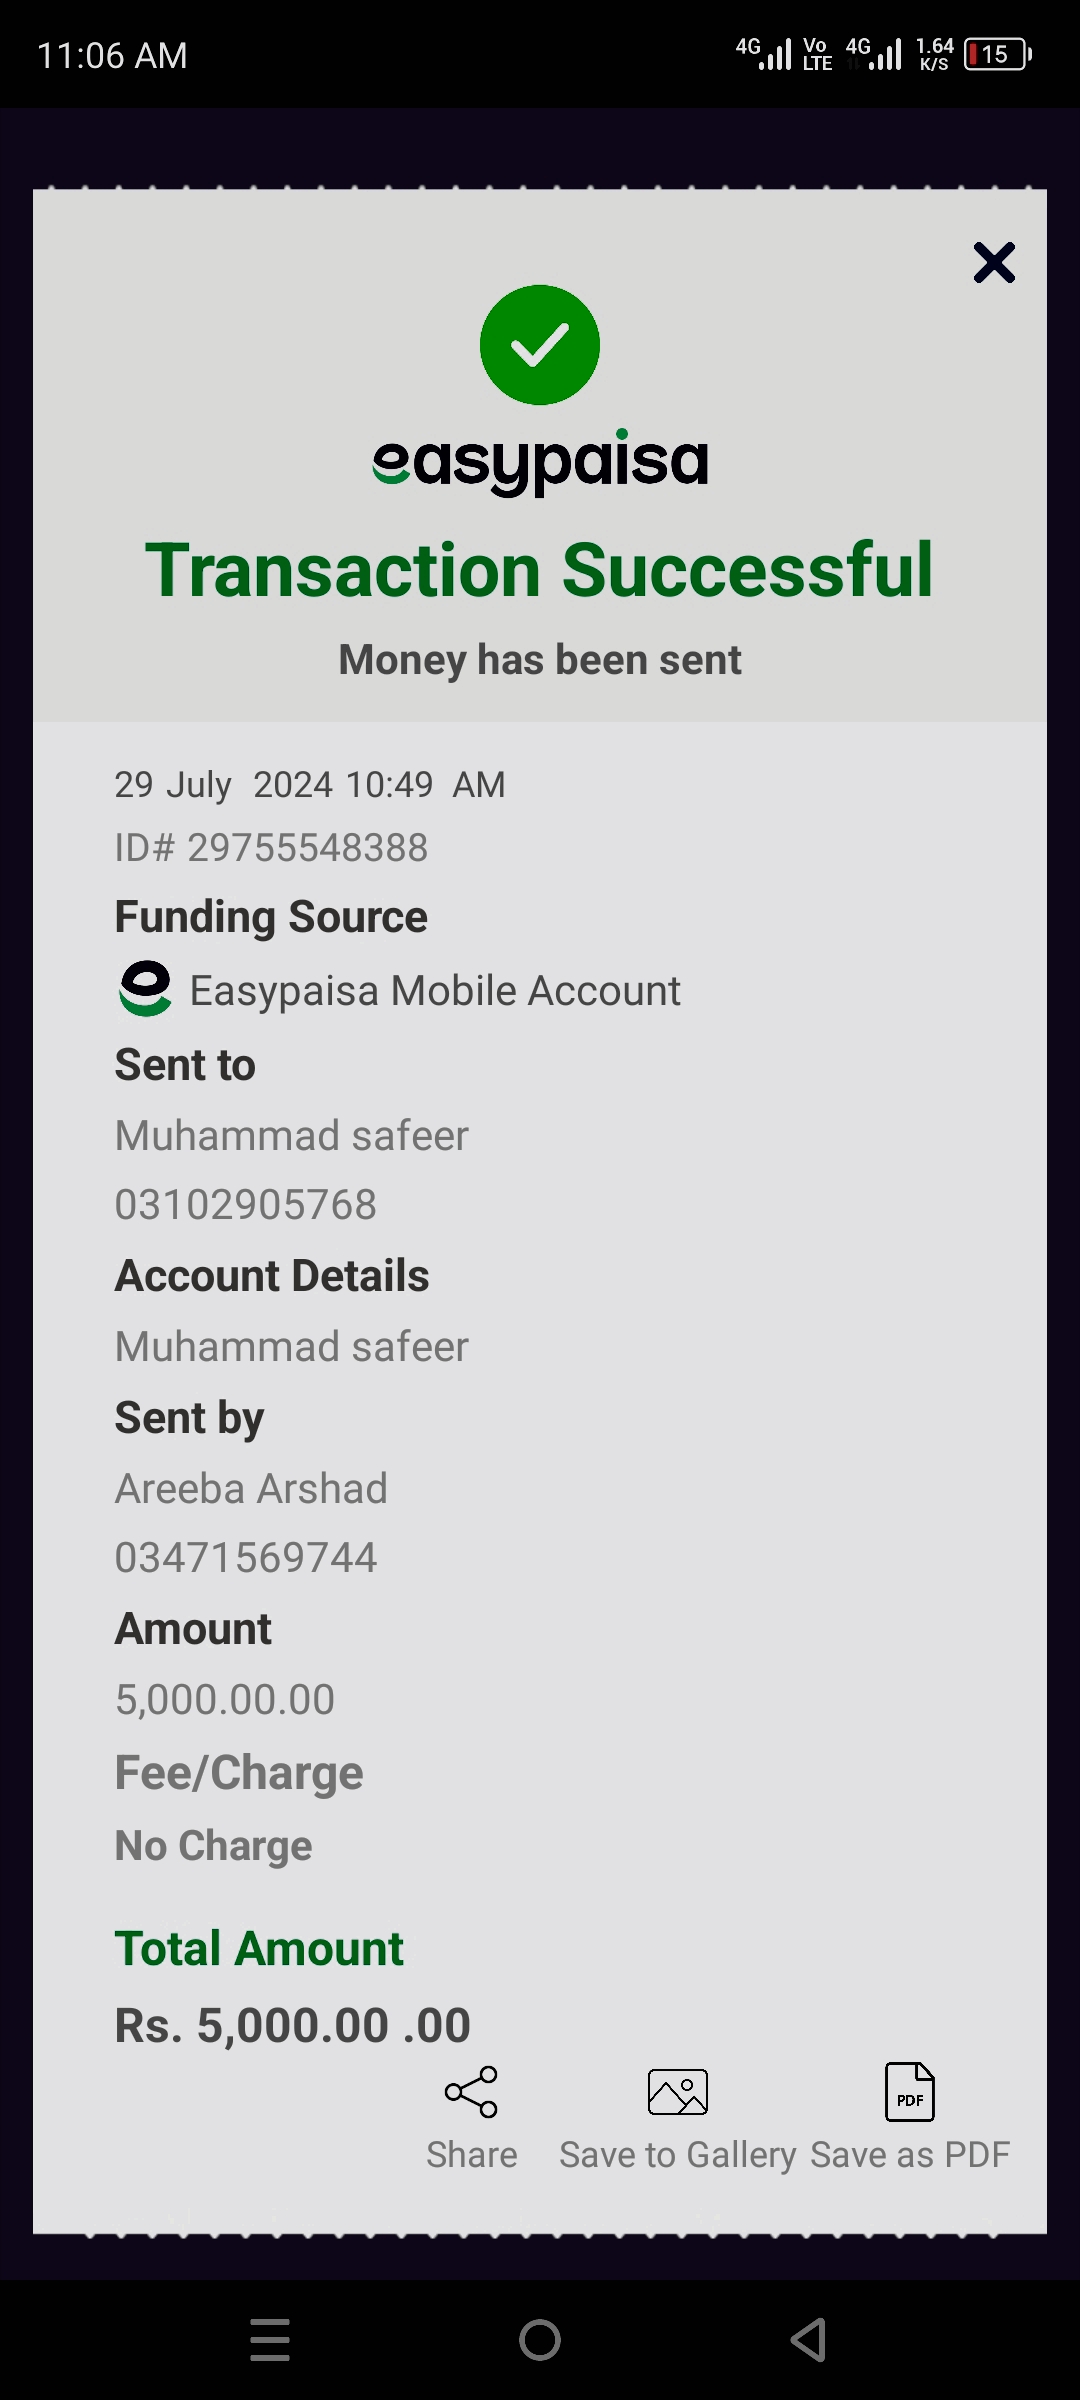 11:06 AM
4G Vo LTE 4G 1.64 K/S 15
easypaisa
Transaction Successful
Money has been sent
29 July 2024 10:49 AM
ID# 29755548388
Funding Source
Easypaisa Mobile Account
Sent to
Muhammad safeer
03102905768
Account Details
Muhammad safeer
Sent by
Areeba Arshad
03471569744
Amount
5,000.00.00
Fee/Charge
No Charge
Total Amount
Rs. 5,000.00 .00
PDF
Share Save to Gallery Save as PDF